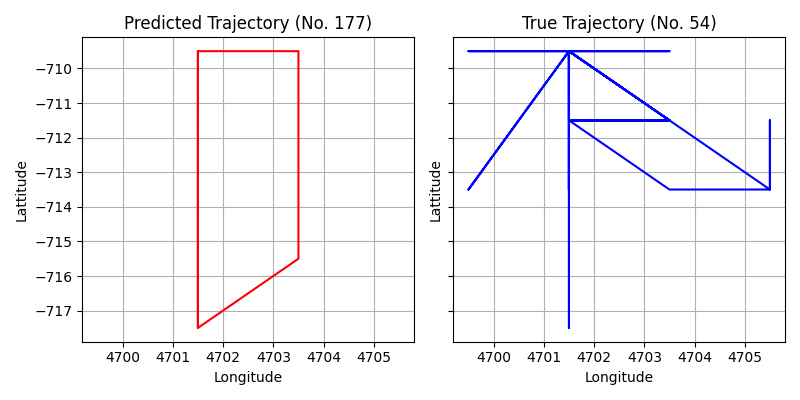 Predicted Trajectory (No. 177)
True Trajectory (No. 54)
Lattitude
−710
−711
−712
−713
−714
−715
−716
−717
4700 4701 4702 4703 4704 4705
Longitude
Lattitude
4700 4701 4702 4703 4704 4705
Longitude